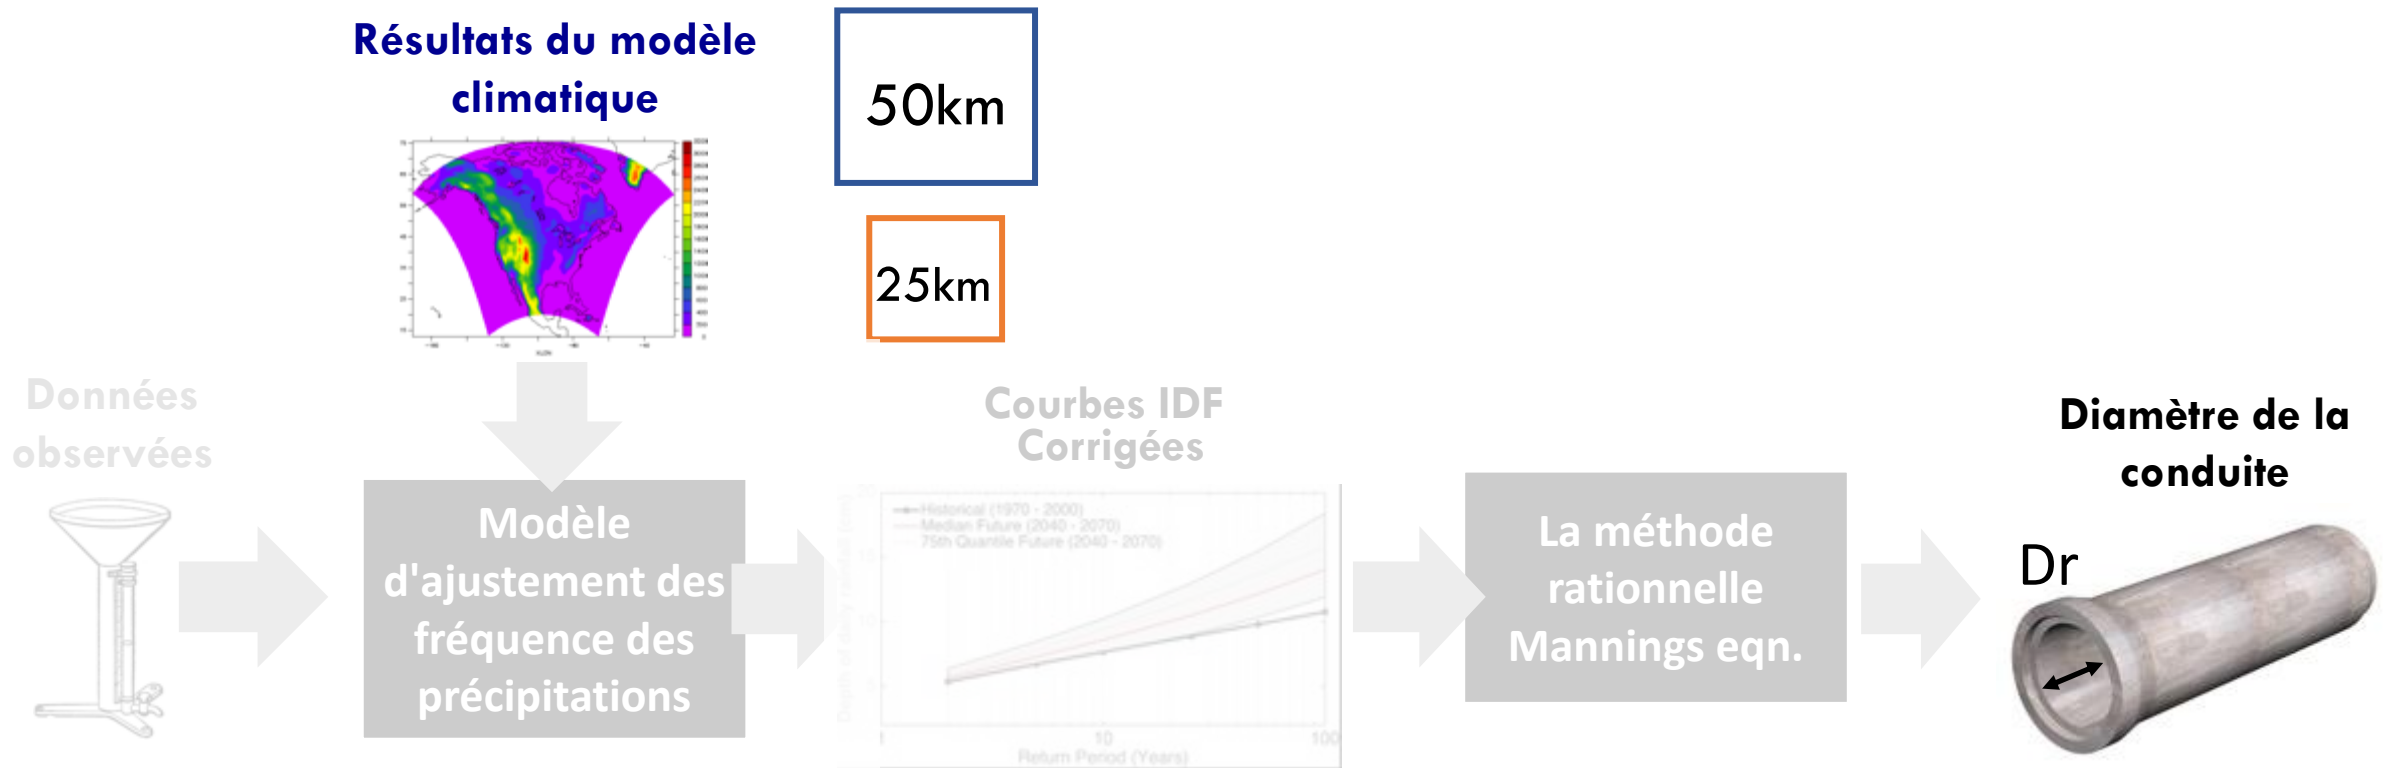 Résultats du modèle
climatique
50km
25km
Données
observées
Modèle
d'ajustement des
fréquence des
précipitations
Courbes IDF
Corrigées
Historical (1970 - 2000)
Median Future (2040 - 2070)
75th Quantile Future (2040 - 2070)
10
100
Return Period (Years)
La méthode
rationnelle
Mannings eqn.
Diamètre de la
conduite
Dr